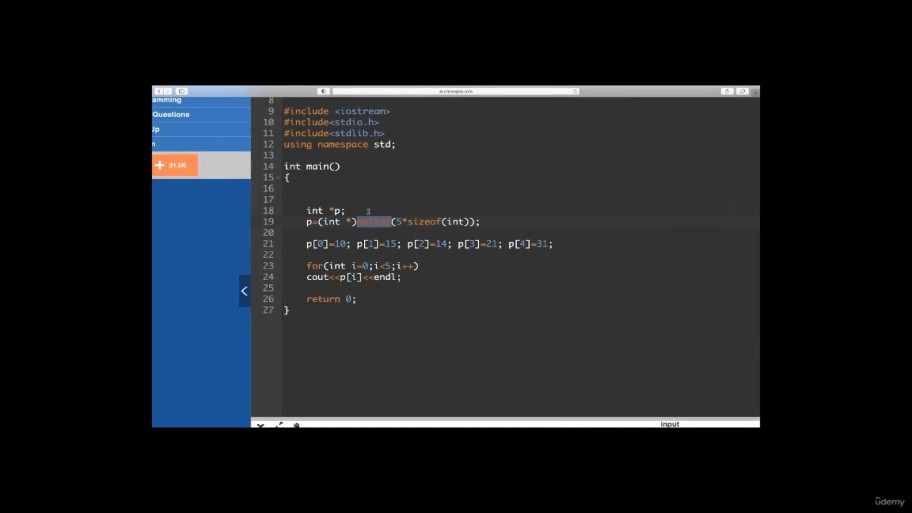 amming
Questions
Up
+ 31.6K
8
9 #include <iostream>
10 #include<stdio.h>
11 #include<stdlib.h>
12 using namespace std;
13
14 int main()
15 {
16
17
18 int *p;
19 p=(int *)malloc(5*sizeof(int));
20
21 p[0]=10; p[1]=15; p[2]=14; p[3]=21; p[4]=31;
22
23 for(int i=0;i<5;i++)
24 cout<<p[i]<<endl;
25
26 return 0;
27 }
input
udemy